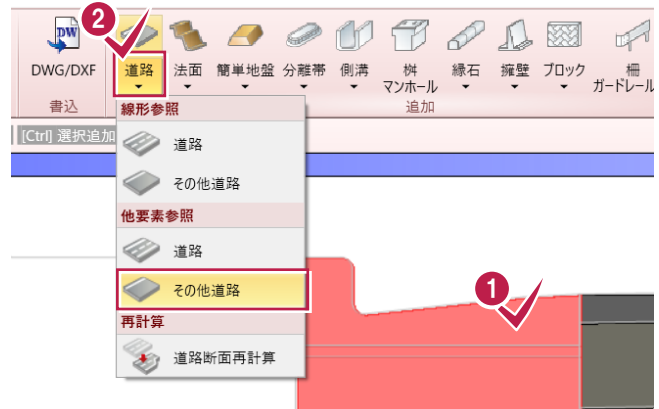 DW
2
DWG/DXF 道路 法面 簡単地盤 分離帯 側溝 桝 縁石 擁壁 ブロック 柵
マンホール ガードレール
書込 追加
線形参照
[Ctrl] 選択追加
道路
その他道路
他要素参照
道路
その他道路
1
再計算
道路断面再計算